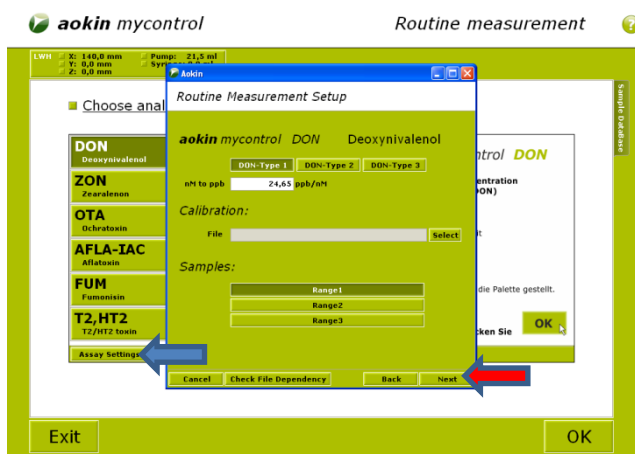 aokin mycontrol
Routine measurement
?
LWH
X: 140,0 mm
Y: 0,0 mm
Z: 0,0 mm
Pump: 21,5 ml
Choose anal
DON
Deoxynivalenol
ZON
Zearalenon
OTA
Ochratoxin
AFLA-IAC
Aflatoxin
FUM
Fumonisin
T2,HT2
T2/HT2 toxin
Assay Settings
Aokin
Routine Measurement Setup
aokin mycontrol DON Deoxynivalenol
DON-Type 1 DON-Type 2 DON-Type 3
nM to ppb 24,65 ppb/nM
Calibration:
File Select
Samples:
Range1
Range2
Range3
Cancel Check File Dependency Back Next
ntrol DON
entration
ON)
it
die Palette gestellt.
cken Sie OK
Sample DataBase
Exit
OK